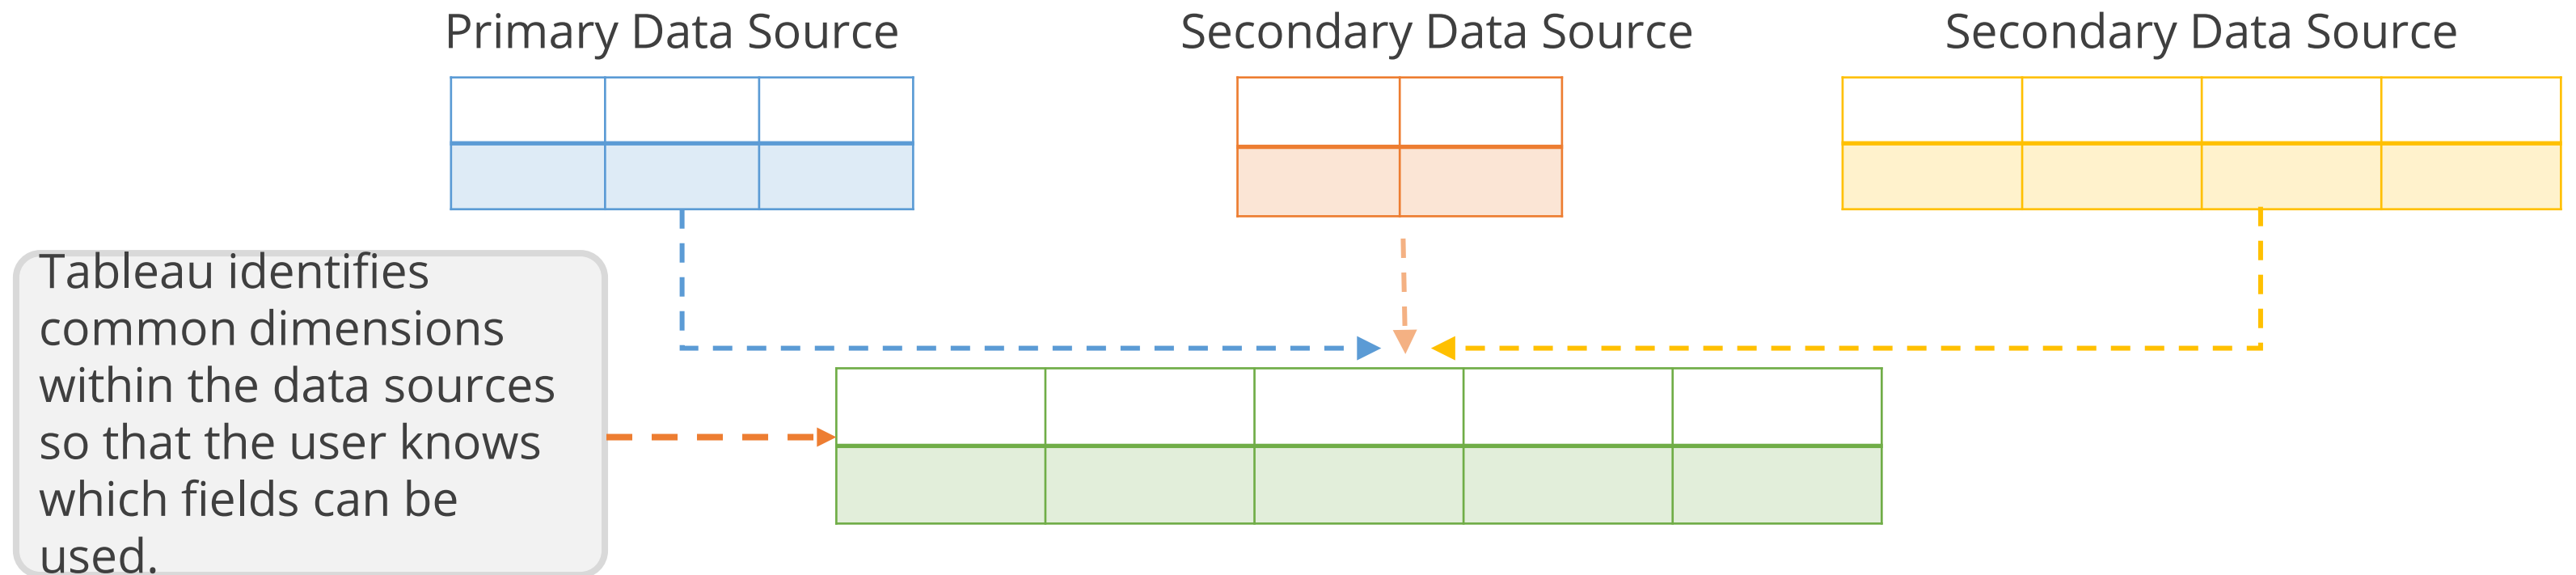 Primary Data Source
Secondary Data Source
Secondary Data Source
Tableau identifies
common dimensions
within the data sources
so that the user knows
which fields can be
used.